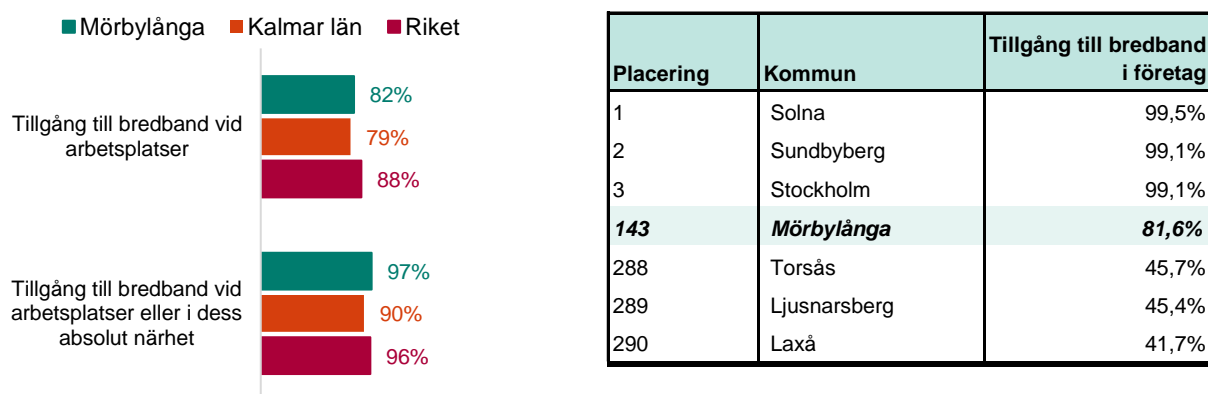 Mörbylånga Kalmar län Riket
Tillgång till bredband vid
arbetsplatser
82%
79%
88%
Tillgång till bredband vid
arbetsplatser eller i dess
absolut närhet
97%
90%
96%
Placering Kommun Tillgång till bredband i företag
1 Solna 99,5%
2 Sundbyberg 99,1%
3 Stockholm 99,1%
143 Mörbylånga 81,6%
288 Torsås 45,7%
289 Ljusnarsberg 45,4%
290 Laxå 41,7%